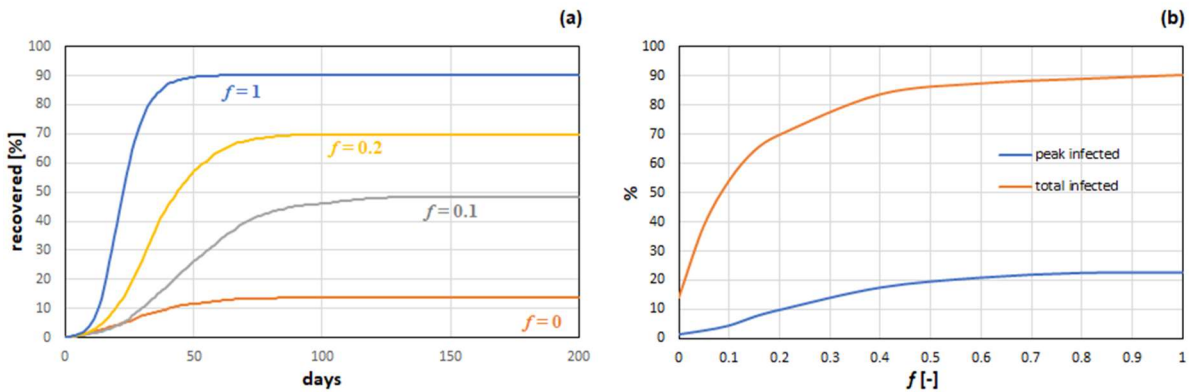 (a)
100
90
80
70
60
50
40
30
20
10
0
recovered [%]
f = 1
f = 0.2
f = 0.1
f = 0
0 50 100 150 200
days
(b)
100
90
80
70
60
50
40
30
20
10
0
%
peak infected
total infected
0 0.1 0.2 0.3 0.4 0.5 0.6 0.7 0.8 0.9 1
f [-]